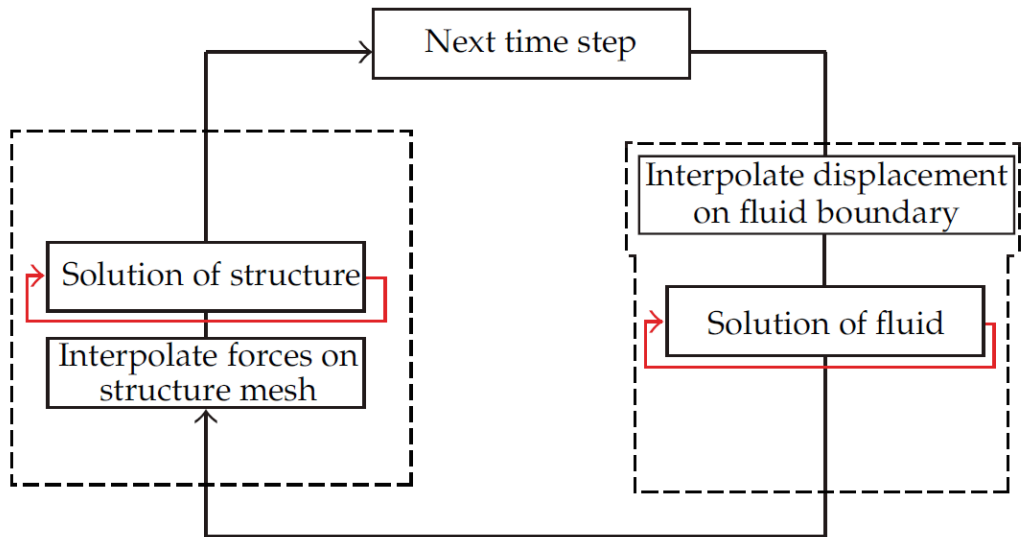 Next time step
Interpolate displacement
on fluid boundary
Solution of structure
Solution of fluid
Interpolate forces on
structure mesh